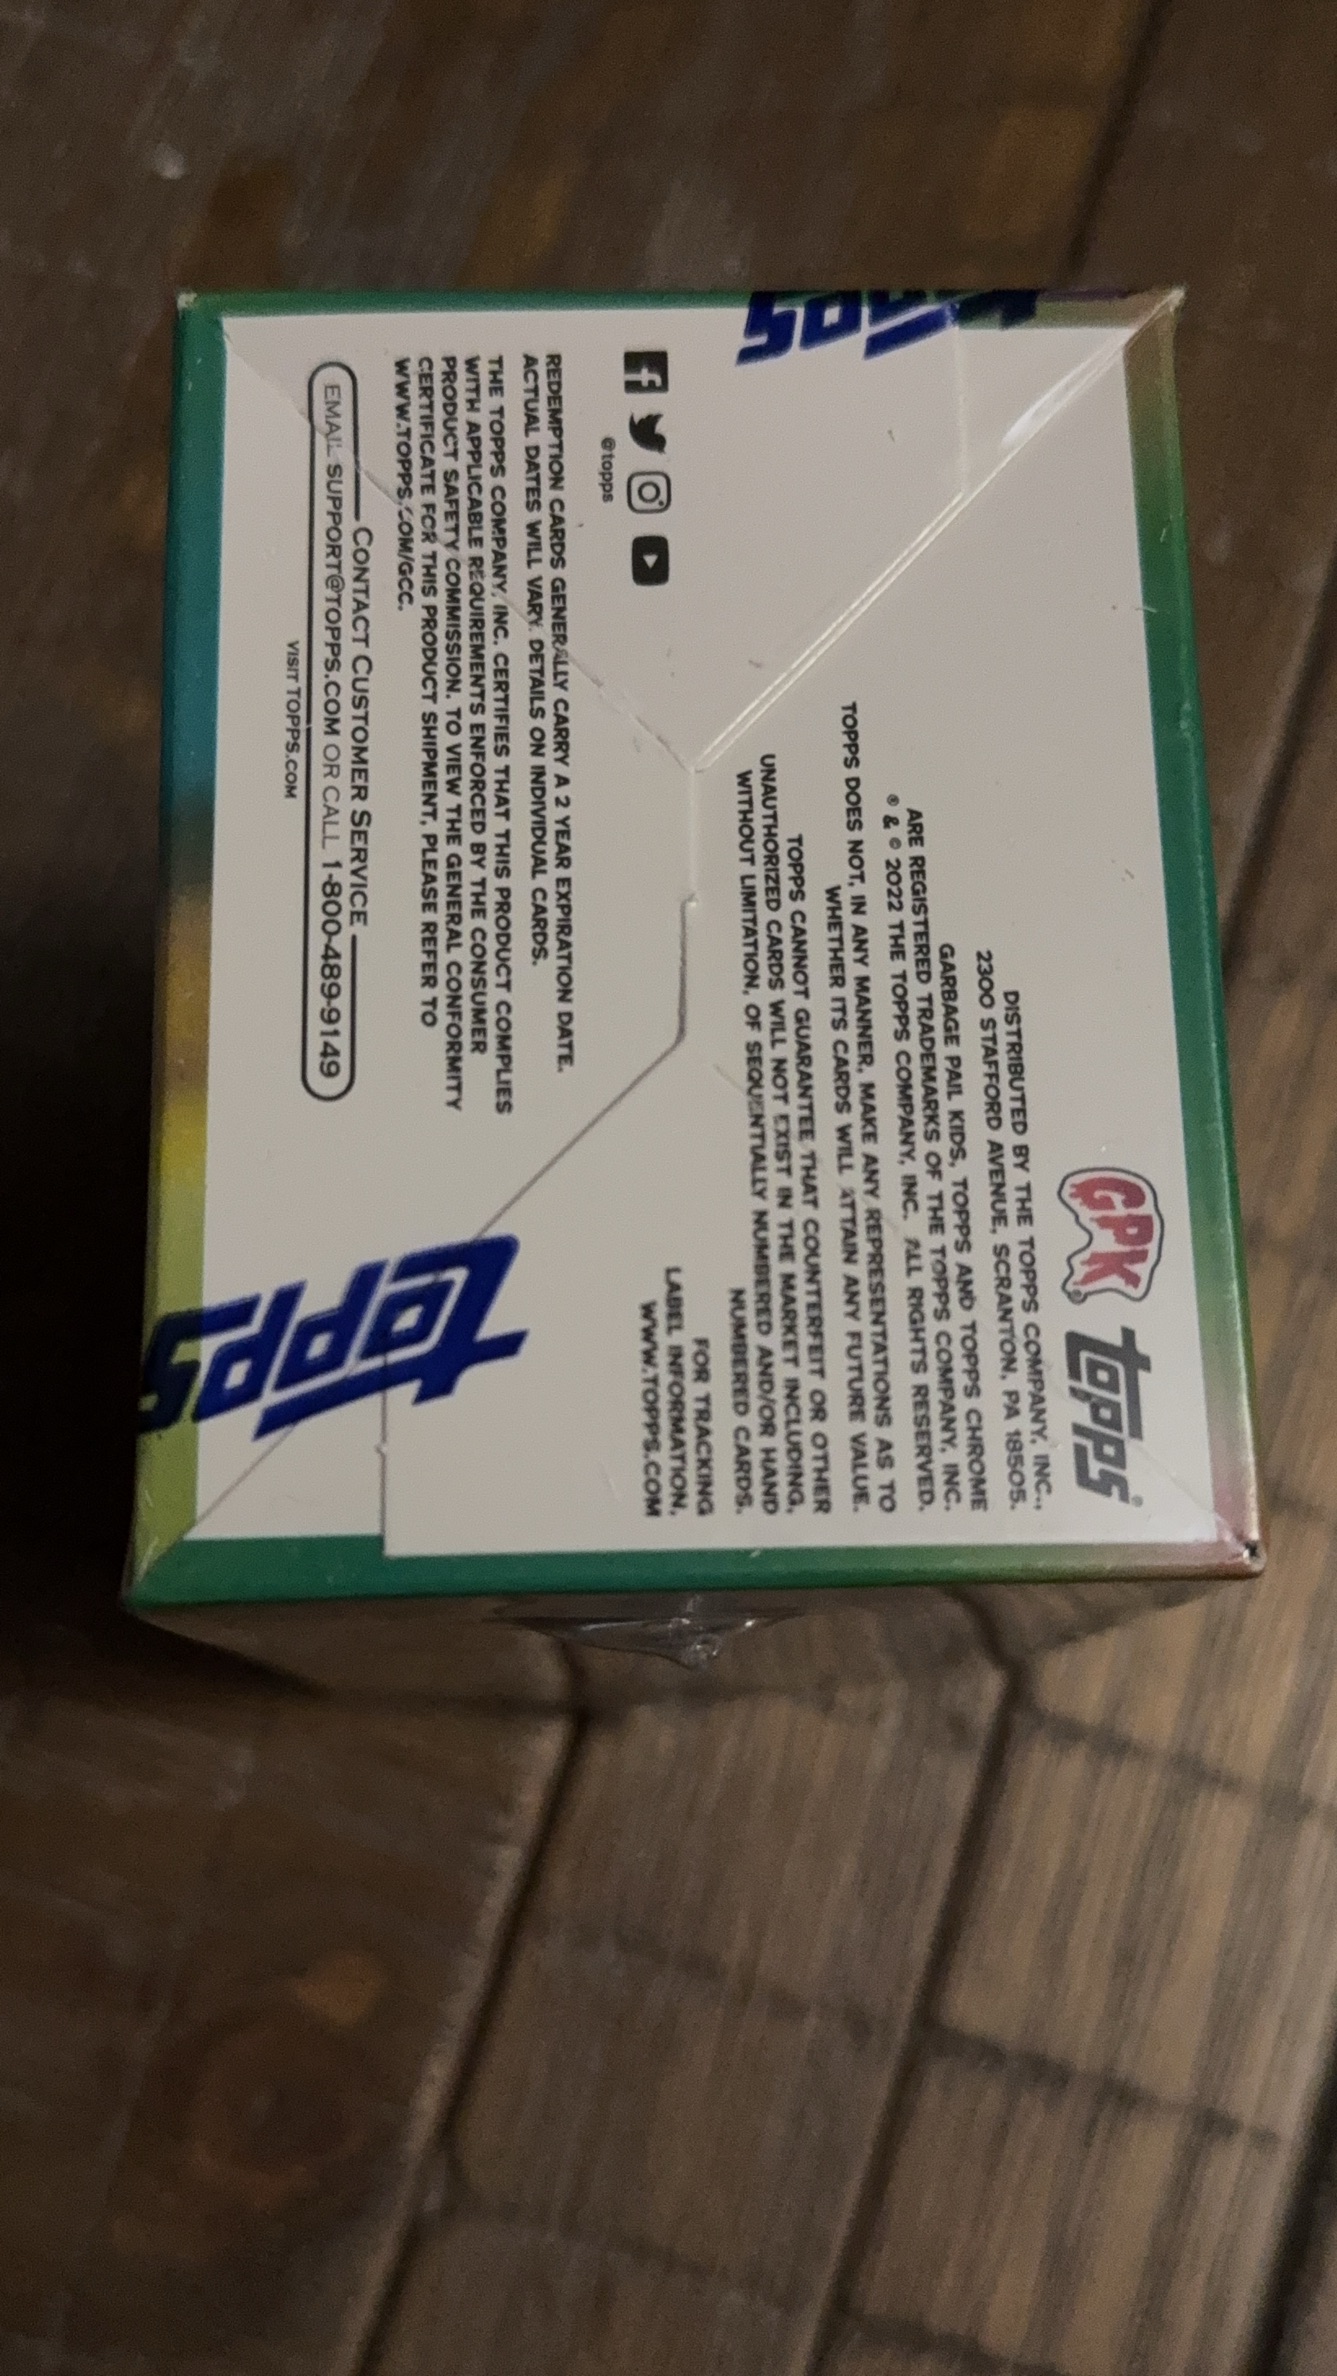 GPK® topps®
DISTRIBUTED BY THE TOPPS COMPANY, INC.,
2300 STAFFORD AVENUE, SCRANTON, PA 18505.
GARBAGE PAIL KIDS, TOPPS AND TOPPS CHROME
ARE REGISTERED TRADEMARKS OF THE TOPPS COMPANY, INC.
® & © 2022 THE TOPPS COMPANY, INC. ALL RIGHTS RESERVED.
TOPPS DOES NOT, IN ANY MANNER, MAKE ANY REPRESENTATIONS AS TO
WHETHER ITS CARDS WILL ATTAIN ANY FUTURE VALUE.
TOPPS CANNOT GUARANTEE THAT COUNTERFEIT OR OTHER
UNAUTHORIZED CARDS WILL NOT EXIST IN THE MARKET INCLUDING,
WITHOUT LIMITATION, OF SEQUENTIALLY NUMBERED AND/OR HAND
NUMBERED CARDS.
FOR TRACKING
LABEL INFORMATION,
WWW.TOPPS.COM
@topps
REDEMPTION CARDS GENERALLY CARRY A 2 YEAR EXPIRATION DATE.
ACTUAL DATES WILL VARY. DETAILS ON INDIVIDUAL CARDS.
THE TOPPS COMPANY, INC. CERTIFIES THAT THIS PRODUCT COMPLIES
WITH APPLICABLE REQUIREMENTS ENFORCED BY THE CONSUMER
PRODUCT SAFETY COMMISSION. TO VIEW THE GENERAL CONFORMITY
CERTIFICATE FOR THIS PRODUCT SHIPMENT, PLEASE REFER TO
WWW.TOPPS.COM/GCC.
CONTACT CUSTOMER SERVICE
EMAIL SUPPORT@TOPPS.COM OR CALL 1-800-489-9149
VISIT TOPPS.COM
topps
topps